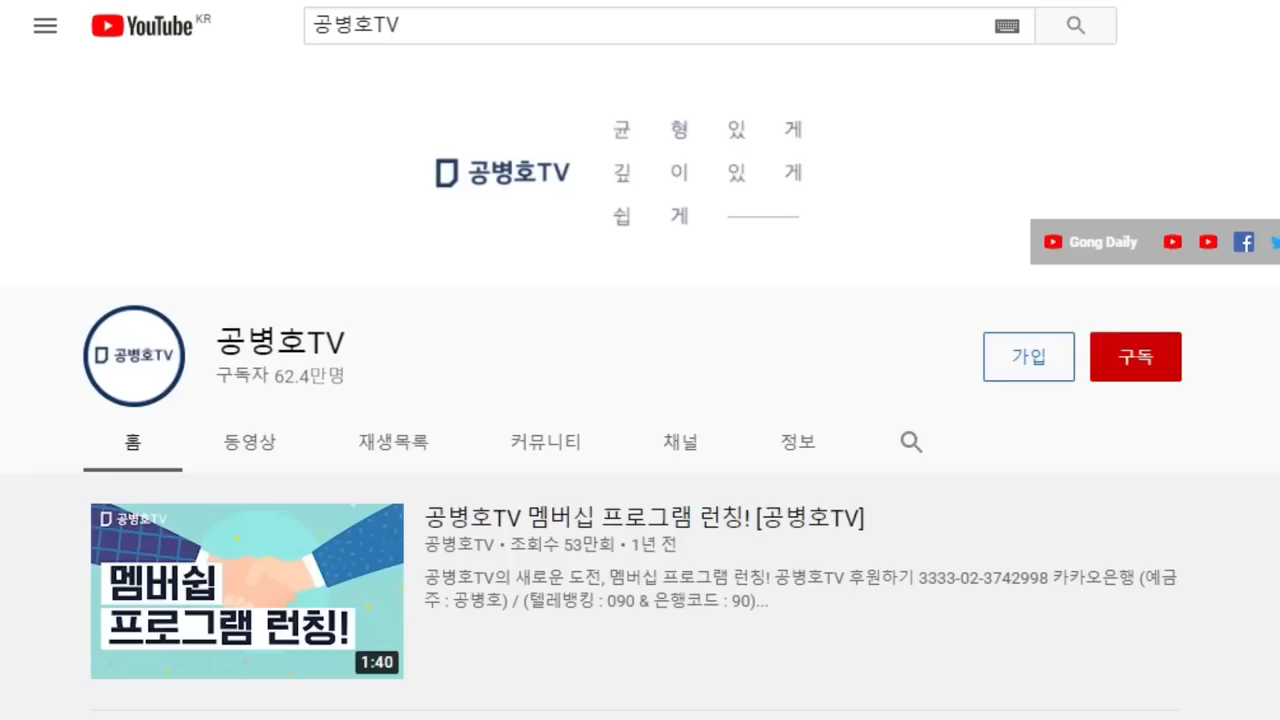 YouTube KR
공병호TV
균 형 있 게
공병호TV
깊 이 있 게
쉽 게
Gong Daily
공병호TV
공병호TV
구독자 62.4만명
가입
구독
홈 동영상 재생목록 커뮤니티 채널 정보
공병호TV
멤버쉽
프로그램 런칭!
1:40
공병호TV 멤버십 프로그램 런칭! [공병호TV]
공병호TV • 조회수 53만회 • 1년 전
공병호TV의 새로운 도전, 멤버십 프로그램 런칭! 공병호TV 후원하기 3333-02-3742998 카카오은행 (예금
주 : 공병호) / (텔레뱅킹 : 090 & 은행코드 : 90)...